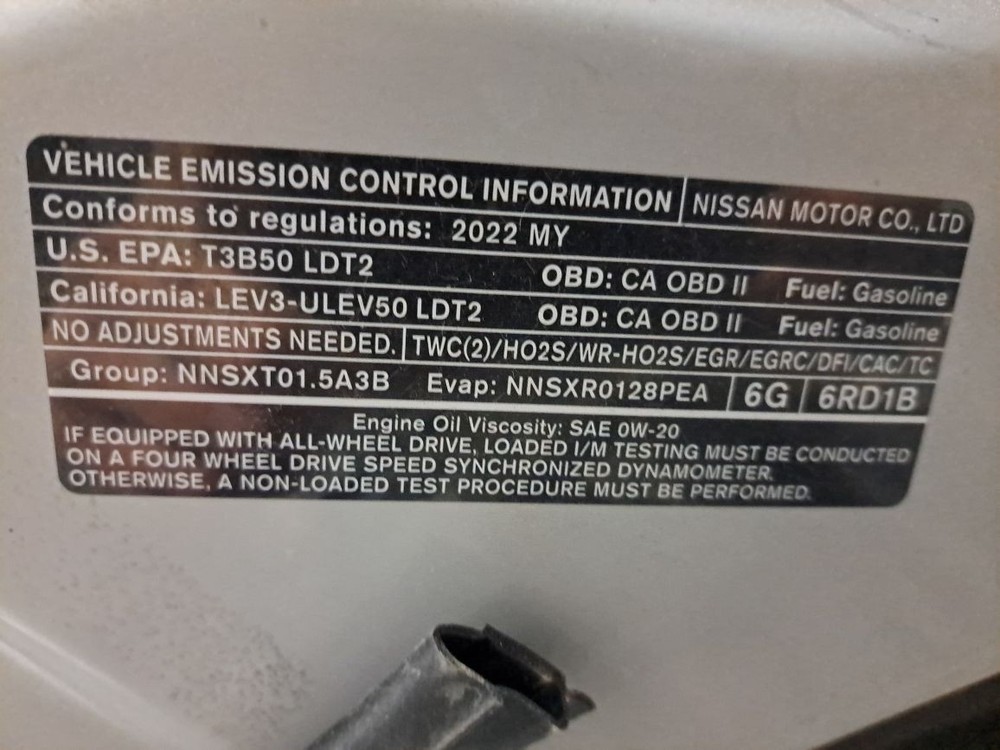 VEHICLE EMISSION CONTROL INFORMATION NISSAN MOTOR CO., LTD
Conforms to regulations: 2022 MY
U.S. EPA: T3B50 LDT2 OBD: CA OBD II Fuel: Gasoline
California: LEV3-ULEV50 LDT2 OBD: CA OBD II Fuel: Gasoline
NO ADJUSTMENTS NEEDED. TWC(2)/HO2S/WR-HO2S/EGR/EGRC/DFI/CAC/TC
Group: NNSXT01.5A3B Evap: NNSXR0128PEA 6G 6RD1B
Engine Oil Viscosity: SAE 0W-20
IF EQUIPPED WITH ALL-WHEEL DRIVE, LOADED I/M TESTING MUST BE CONDUCTED
ON A FOUR WHEEL DRIVE SPEED SYNCHRONIZED DYNAMOMETER.
OTHERWISE, A NON-LOADED TEST PROCEDURE MUST BE PERFORMED.